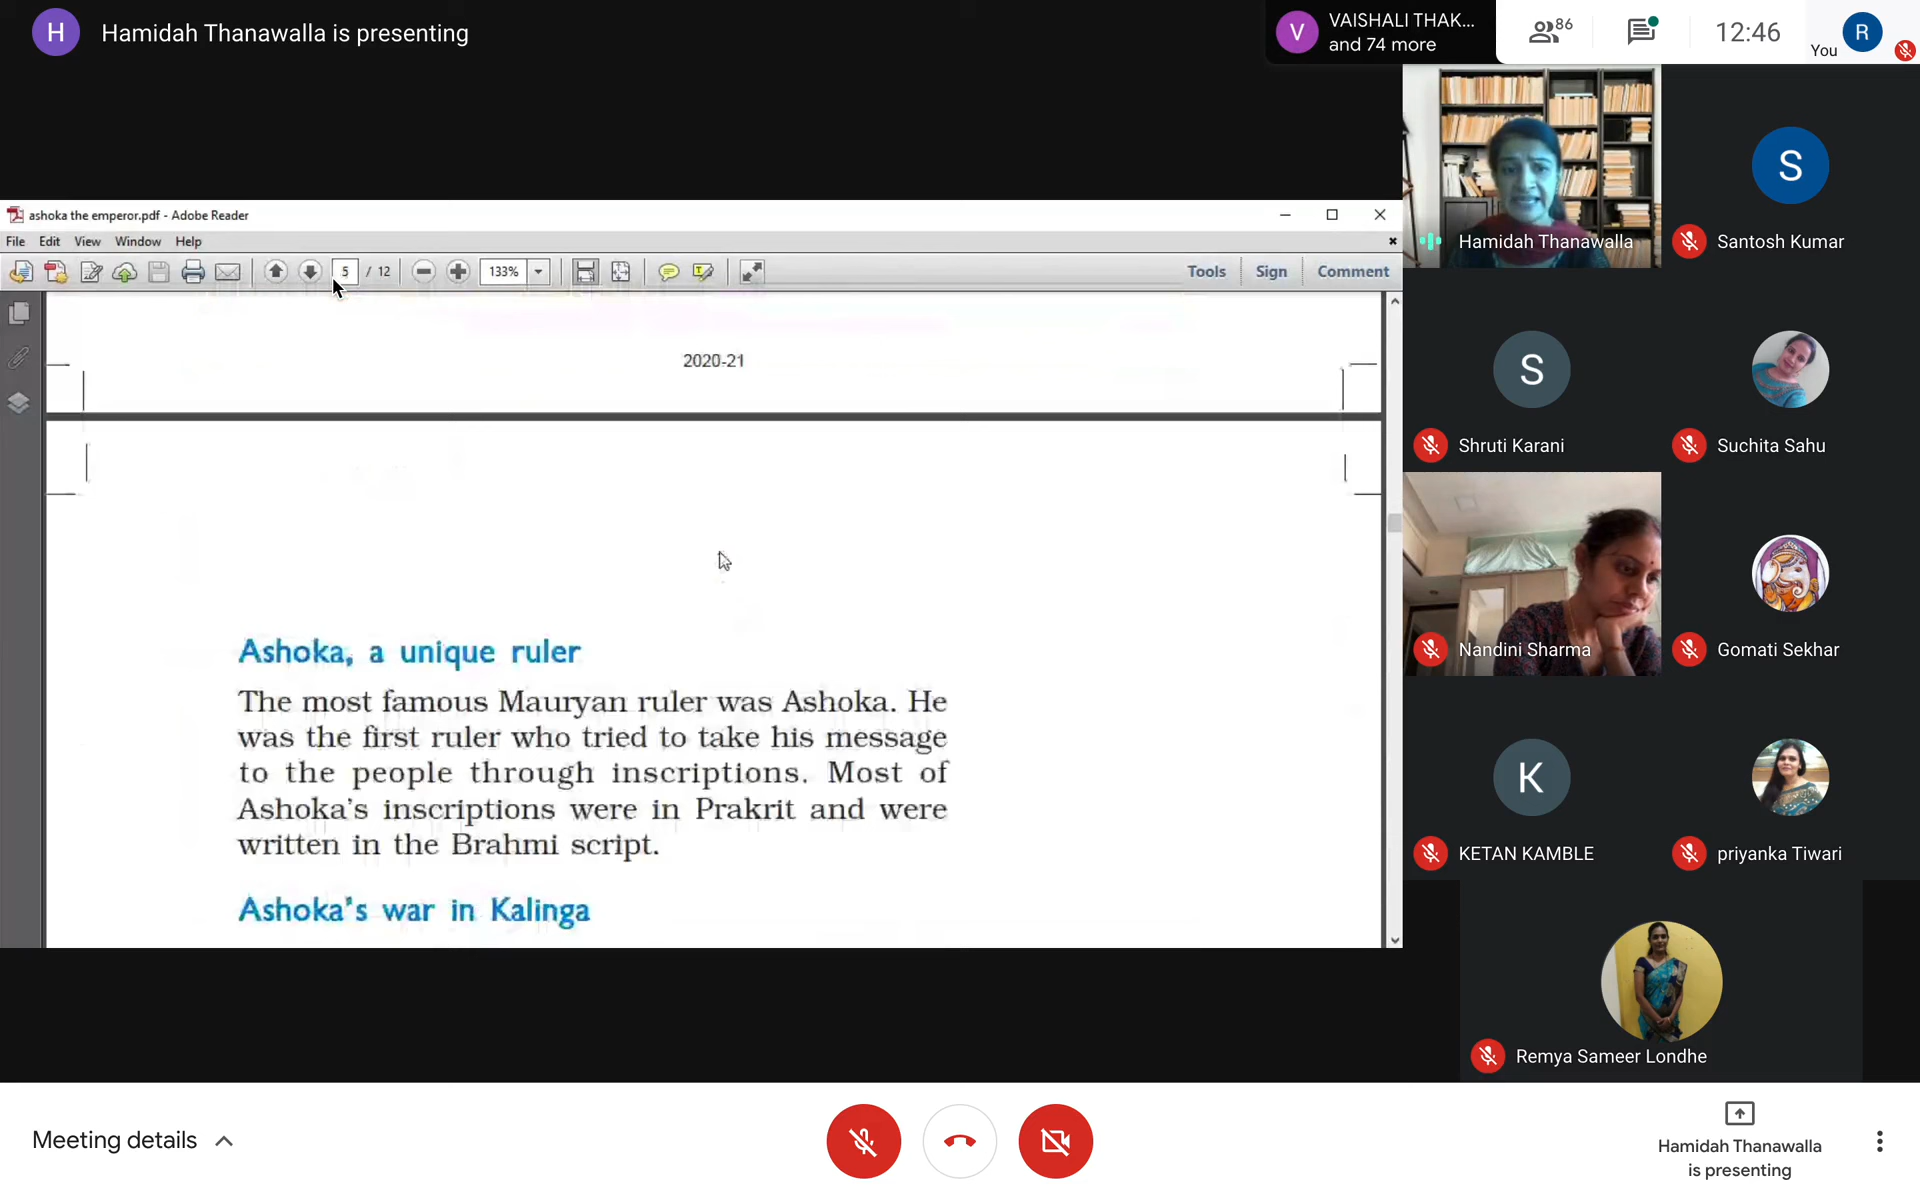 H Hamidah Thanawalla is presenting
V VAISHALI THAK...
and 74 more
86
12:46
You
R
ashoka the emperor.pdf - Adobe Reader
File Edit View Window Help
5 / 12
133%
Tools Sign Comment
2020-21
Ashoka, a unique ruler
The most famous Mauryan ruler was Ashoka. He
was the first ruler who tried to take his message
to the people through inscriptions. Most of
Ashoka's inscriptions were in Prakrit and were
written in the Brahmi script.
Ashoka's war in Kalinga
Hamidah Thanawalla
S
Santosh Kumar
S
Shruti Karani
Suchita Sahu
Nandini Sharma
Gomati Sekhar
K
KETAN KAMBLE
priyanka Tiwari
Remya Sameer Londhe
Meeting details
Hamidah Thanawalla
is presenting